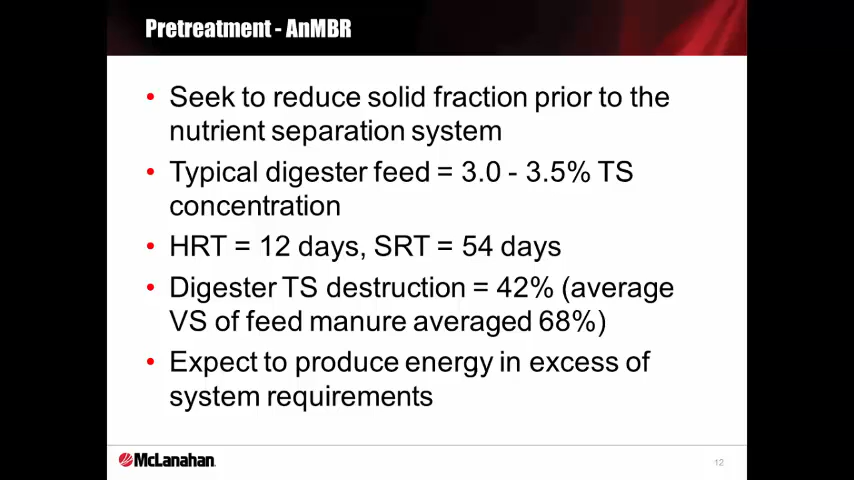 Pretreatment - AnMBR
• Seek to reduce solid fraction prior to the
nutrient separation system
• Typical digester feed = 3.0 - 3.5% TS
concentration
• HRT = 12 days, SRT = 54 days
• Digester TS destruction = 42% (average
VS of feed manure averaged 68%)
• Expect to produce energy in excess of
system requirements
McLanahan
12